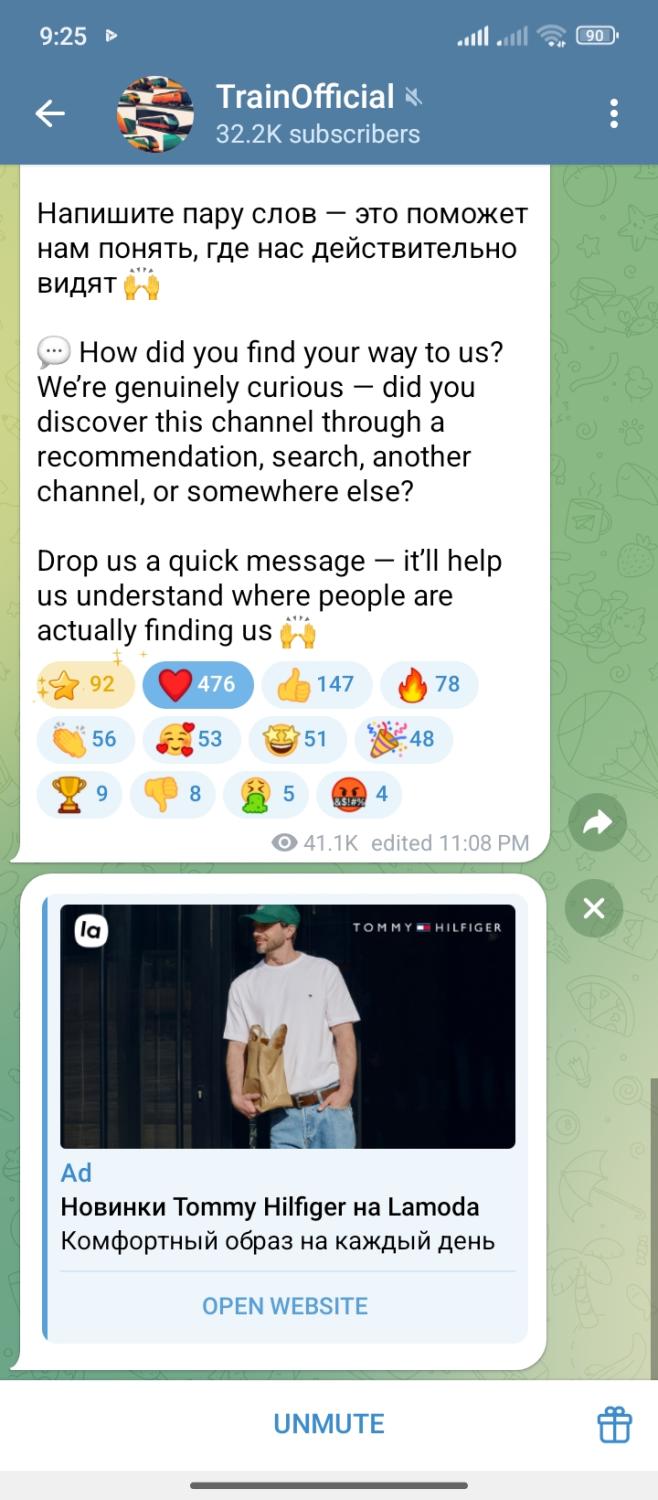 9:25
90
TrainOfficial
32.2K subscribers
Напишите пару слов — это поможет
нам понять, где нас действительно
видят 🙌
💬 How did you find your way to us?
We’re genuinely curious — did you
discover this channel through a
recommendation, search, another
channel, or somewhere else?
Drop us a quick message — it’ll help
us understand where people are
actually finding us 🙌
⭐ 92 ❤️ 476 👍 147 🔥 78
👏 56 🥰 53 🤩 51 🎉 48
🏆 9 👎 8 🤮 5 🤬 4
41.1K edited 11:08 PM
la
TOMMY HILFIGER
Ad
Новинки Tommy Hilfiger на Lamoda
Комфортный образ на каждый день
OPEN WEBSITE
UNMUTE